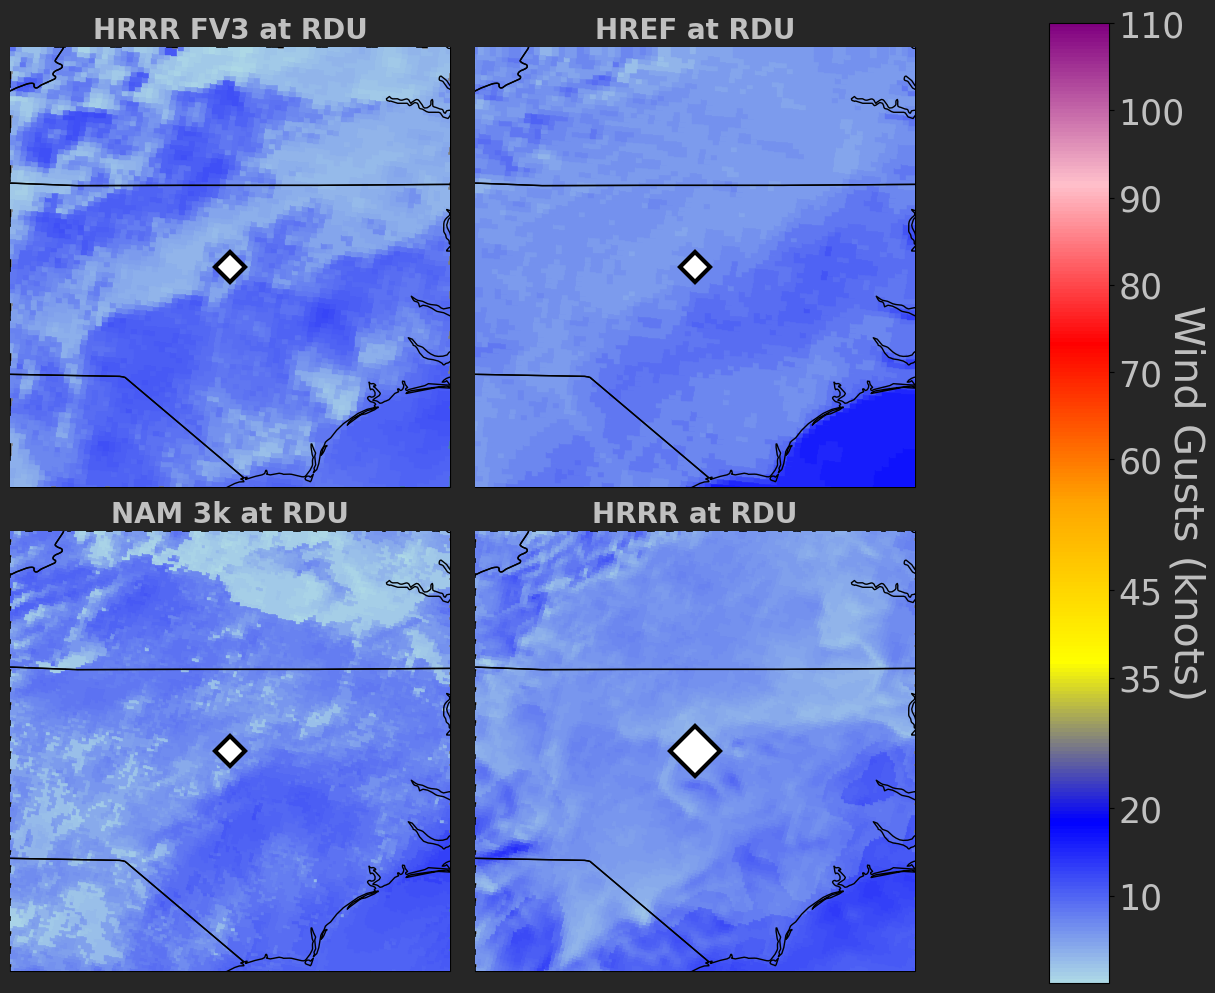 HRRR FV3 at RDU
HREF at RDU
NAM 3k at RDU
HRRR at RDU
110
100
90
80
70
60
45
35
20
10
Wind Gusts (knots)